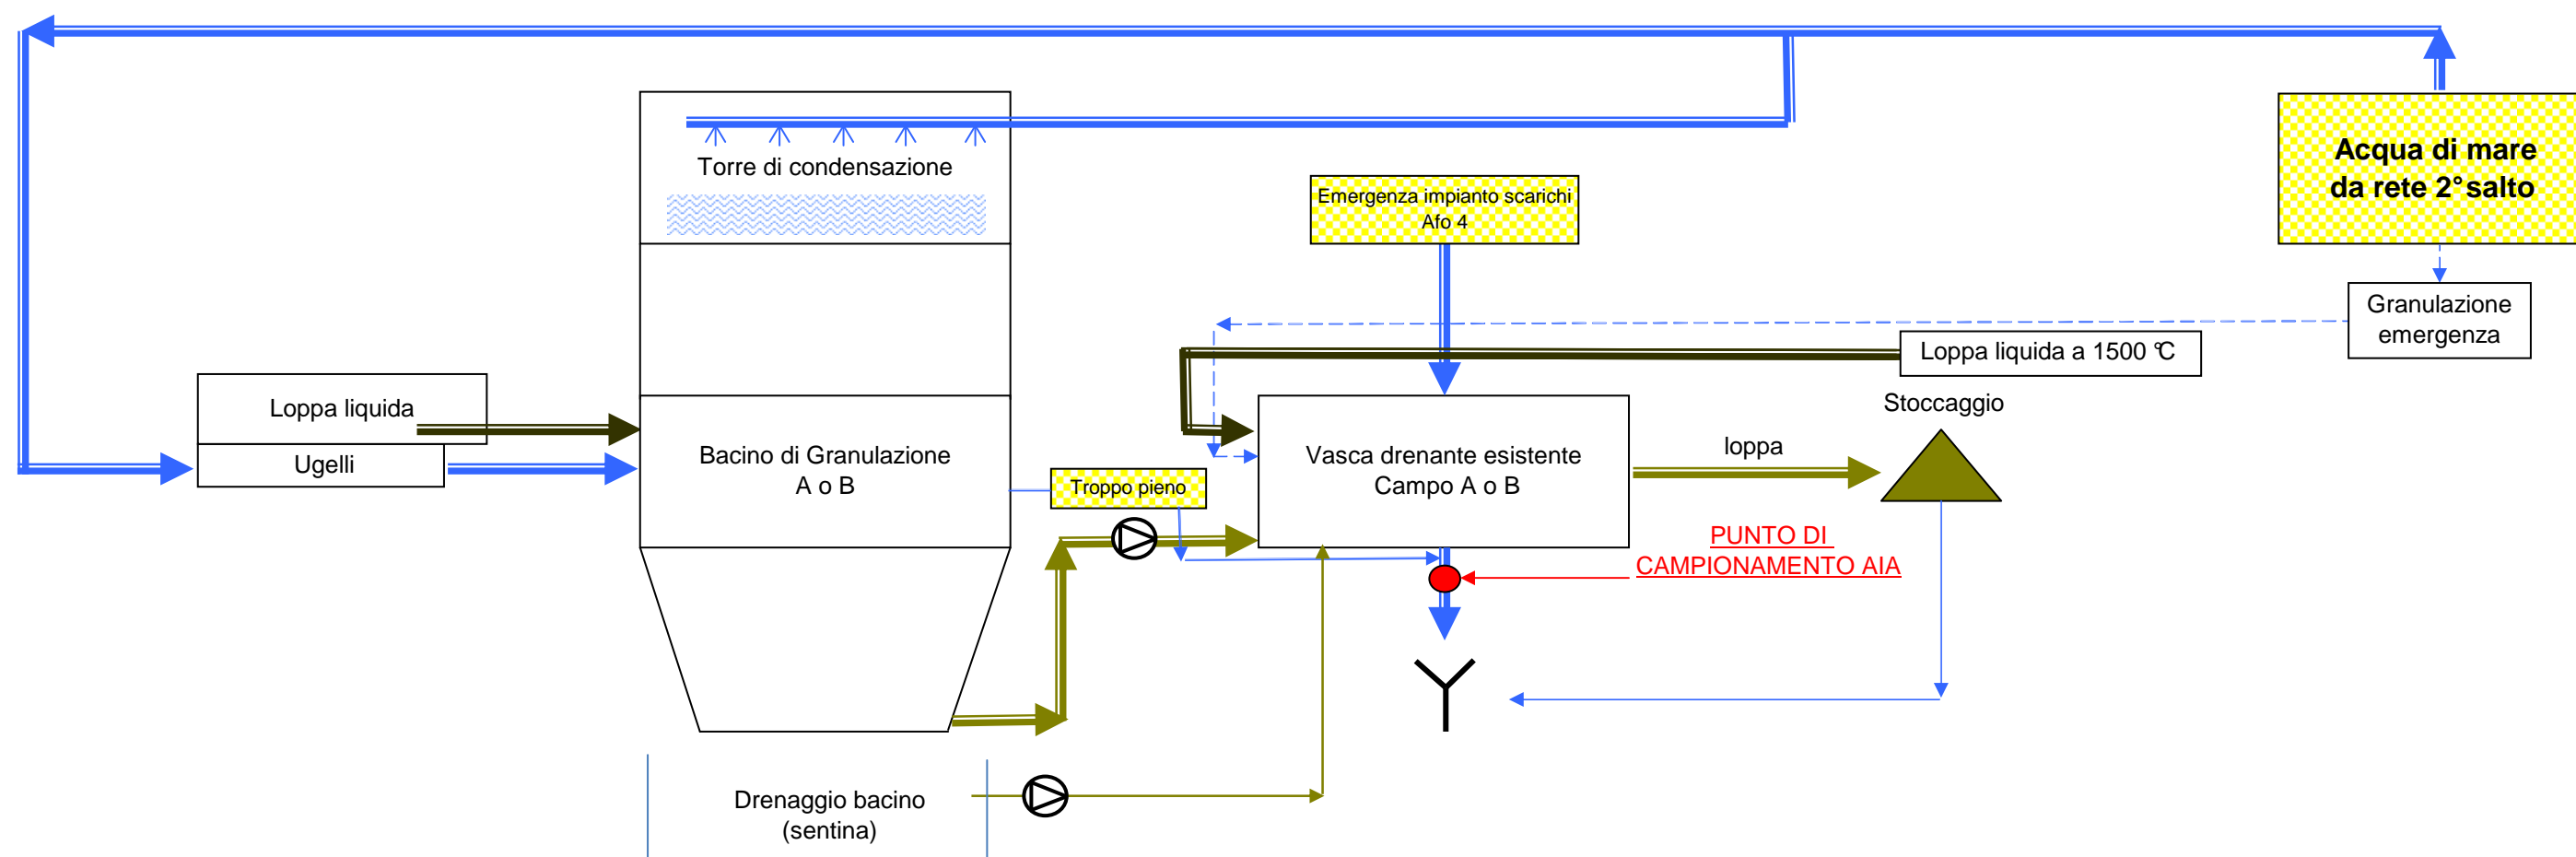 Acqua di mare
da rete 2° salto
Torre di condensazione
Emergenza impianto scarichi
Afo 4
Granulazione
emergenza
Loppa liquida a 1500 °C
Loppa liquida
Ugelli
Bacino di Granulazione
A o B
Troppo pieno
Vasca drenante esistente
Campo A o B
loppa
Stoccaggio
PUNTO DI
CAMPIONAMENTO AIA
Drenaggio bacino
(sentina)